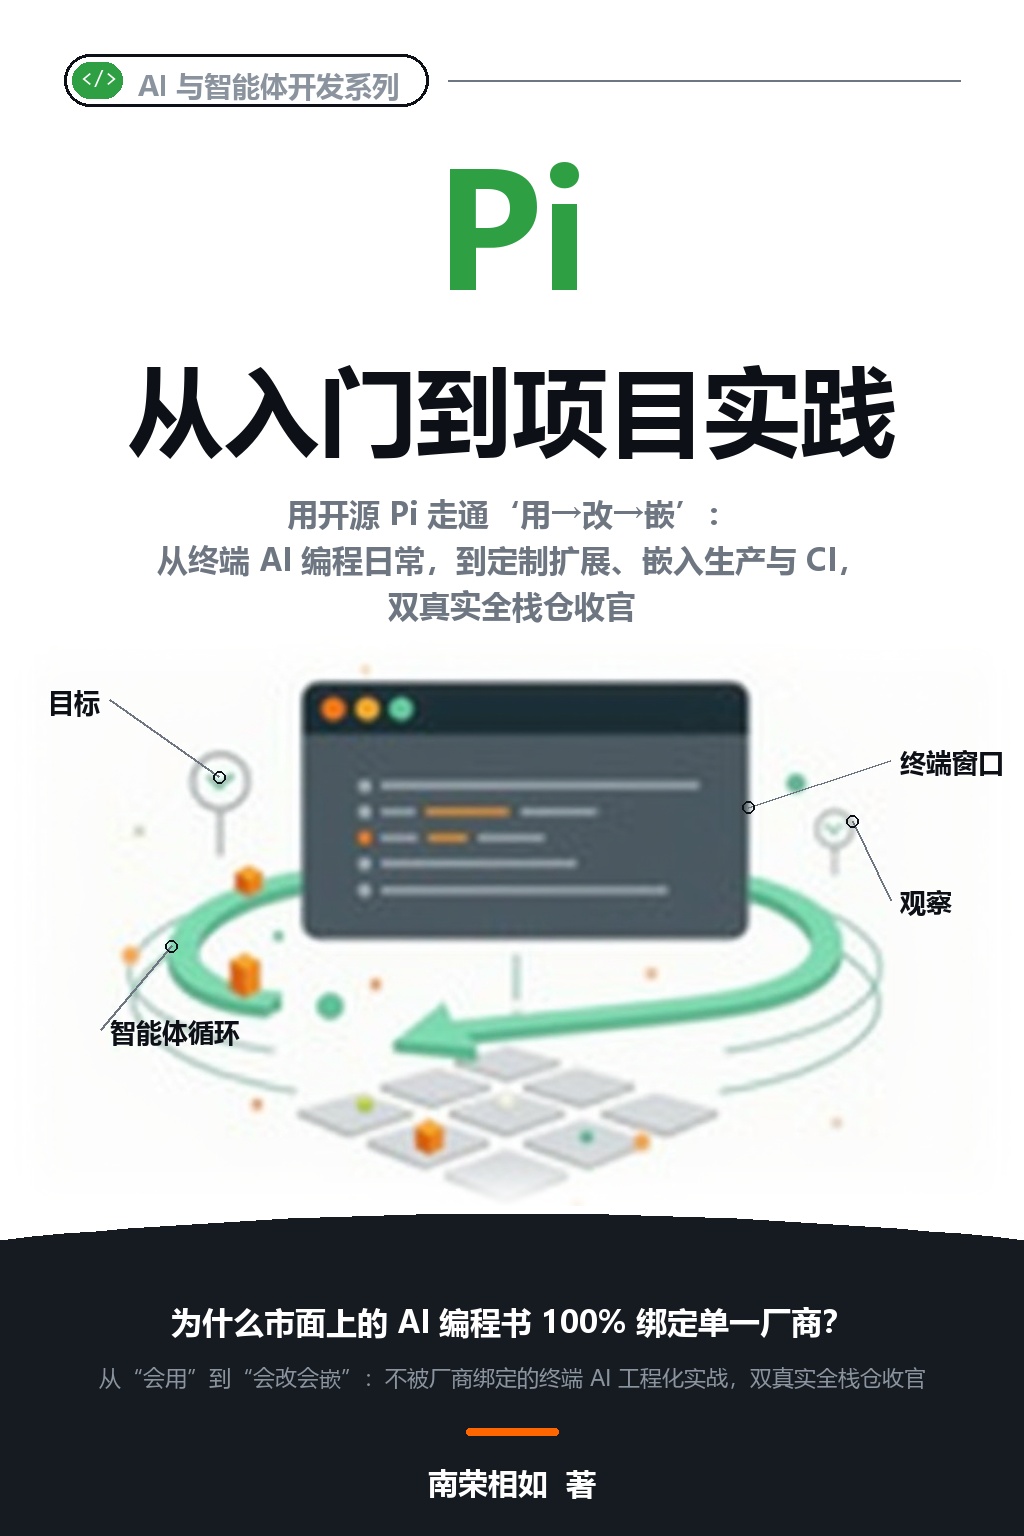 </> AI 与智能体开发系列
Pi
从入门到项目实践
用开源 Pi 走通‘用→改→嵌’：
从终端 AI 编程日常，到定制扩展、嵌入生产与 CI，
双真实全栈仓收官
目标
终端窗口
观察
智能体循环
为什么市面上的 AI 编程书 100% 绑定单一厂商？
从“会用”到“会改会嵌”：不被厂商绑定的终端 AI 工程化实战，双真实全栈仓收官
南荣相如 著